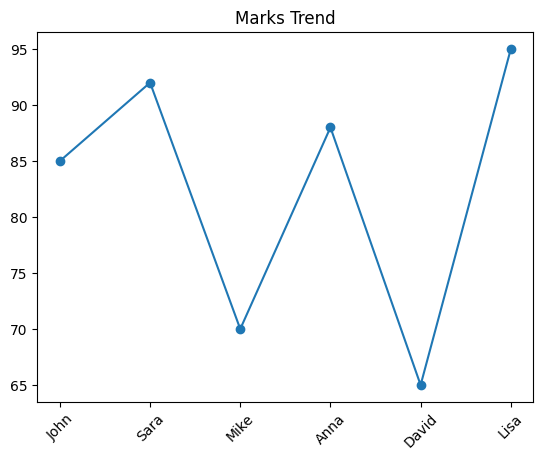 Marks Trend
95
90
85
80
75
70
65
John
Sara
Mike
Anna
David
Lisa